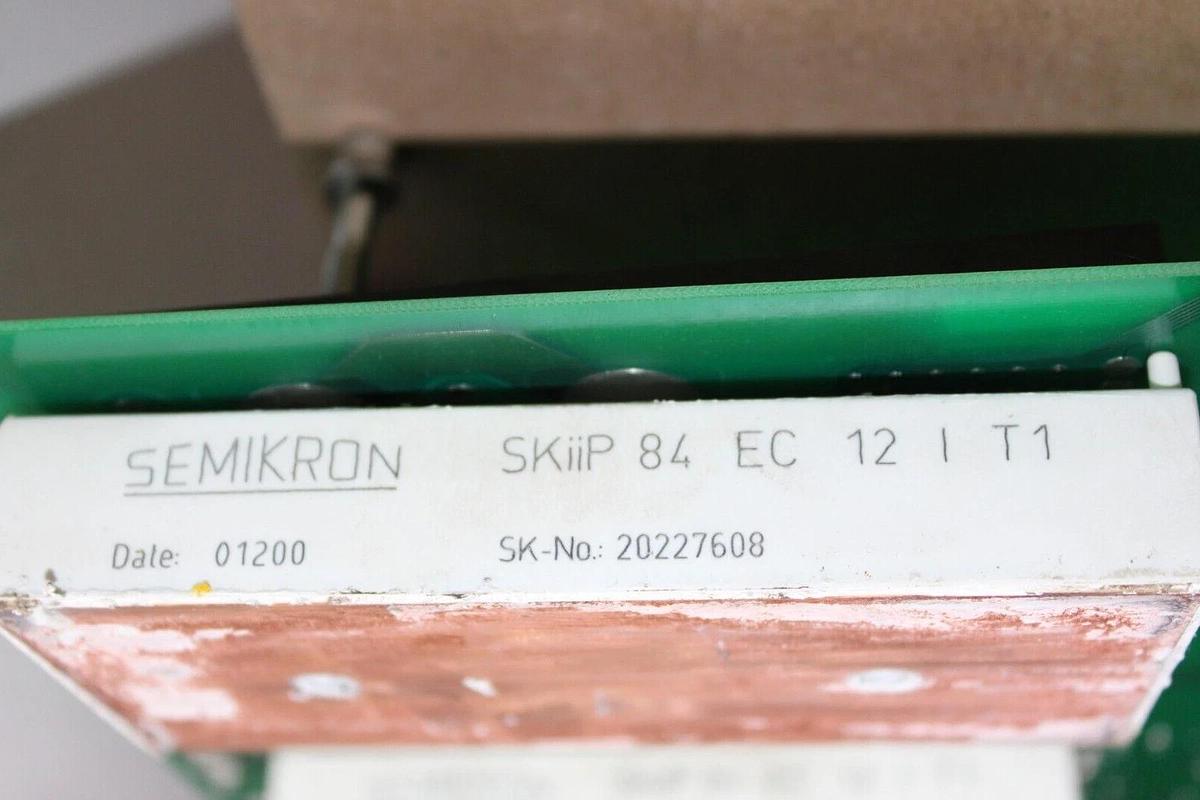 SEMIKRON SKiiP 84 EC 12 I T1
Date: 01200 SK-No.: 20227608